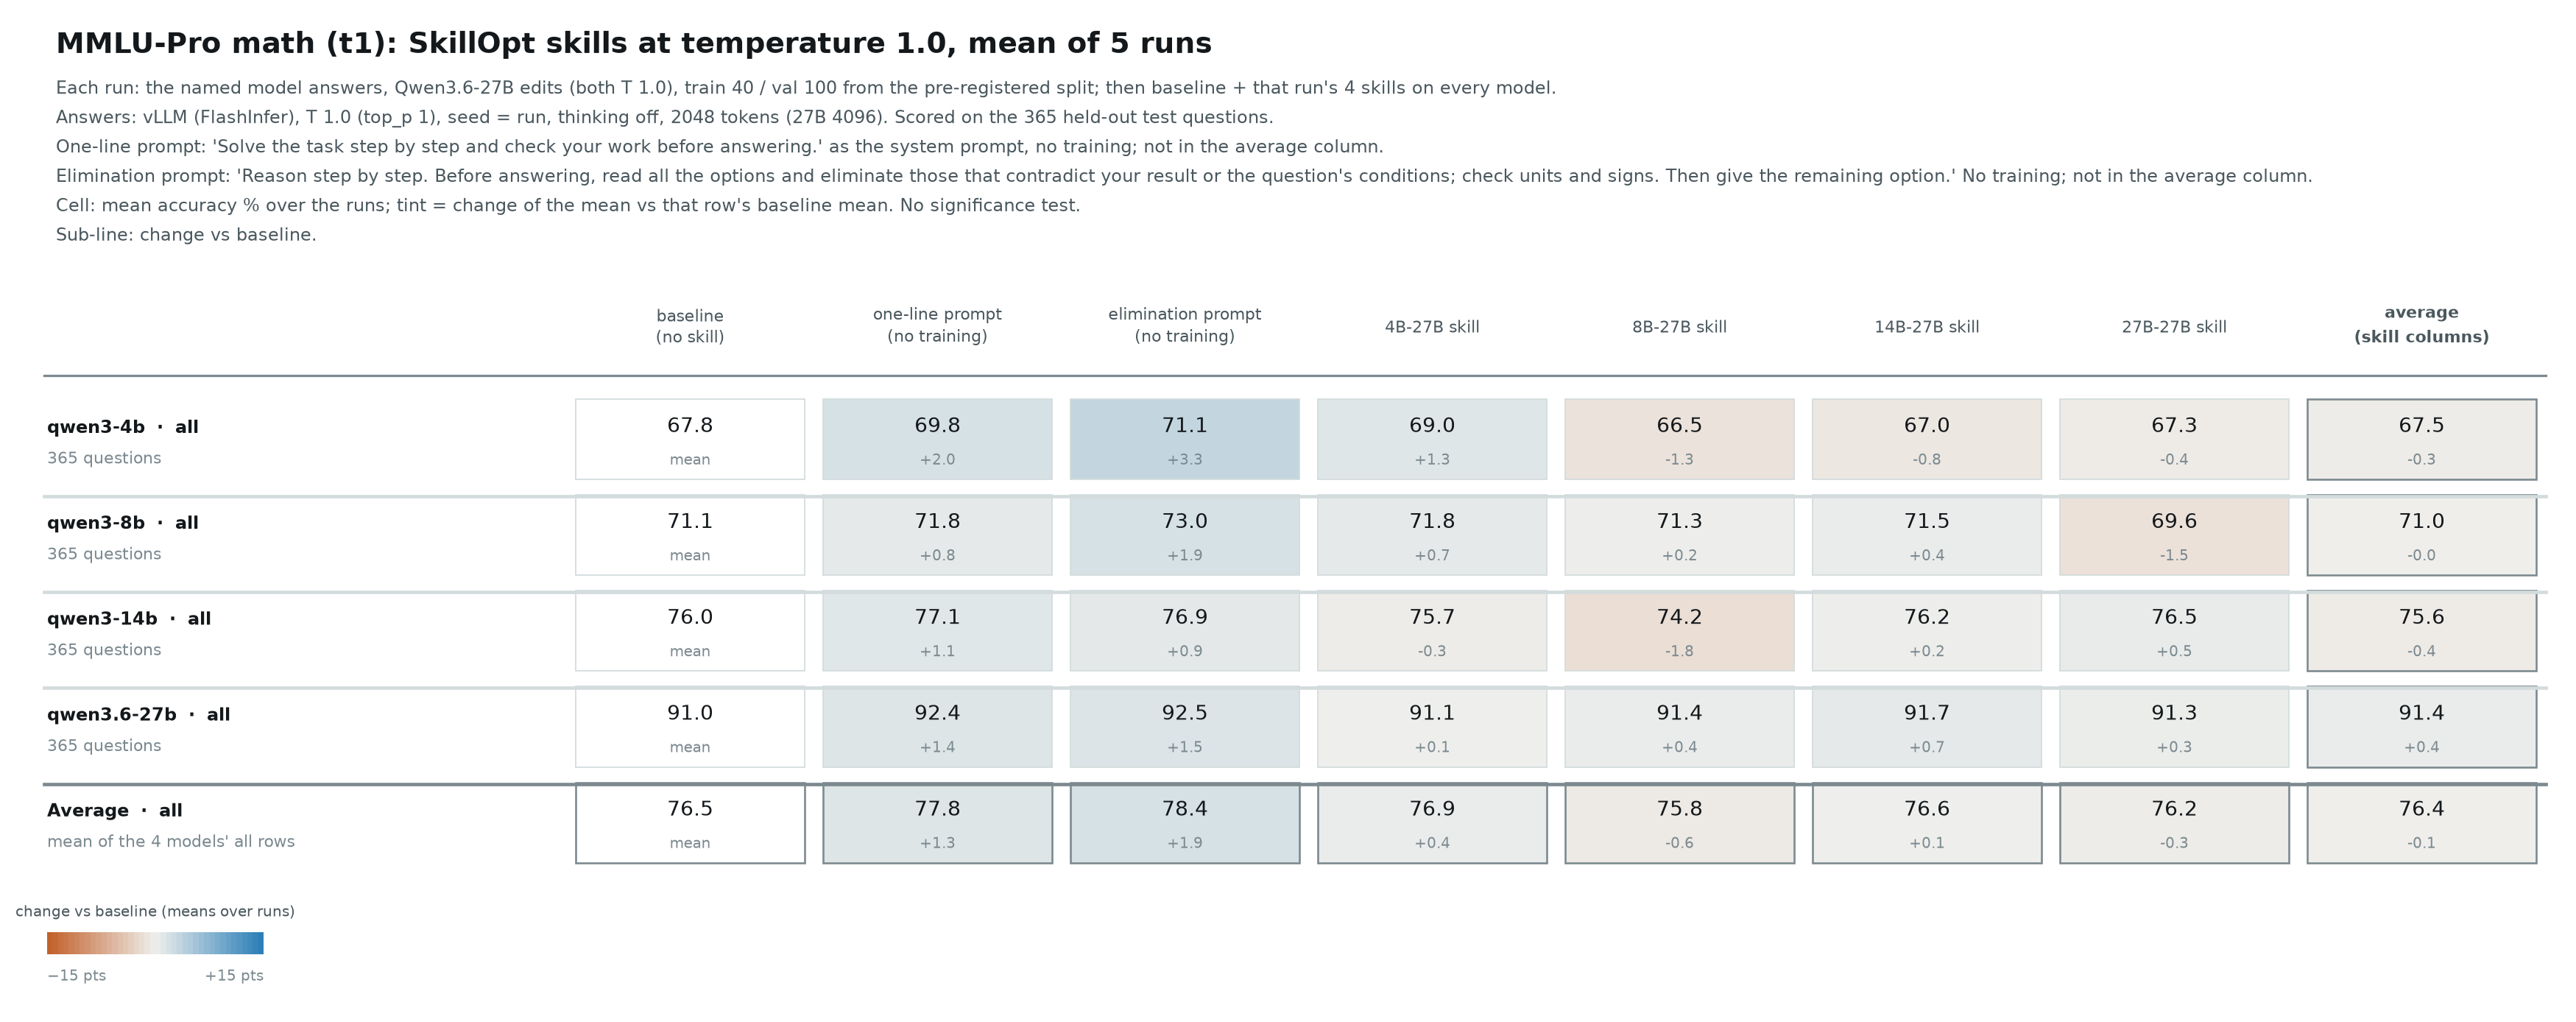 MMLU-Pro math (t1): SkillOpt skills at temperature 1.0, mean of 5 runs
Each run: the named model answers, Qwen3.6-27B edits (both T 1.0), train 40 / val 100 from the pre-registered split; then baseline + that run's 4 skills on every model.
Answers: vLLM (FlashInfer), T 1.0 (top_p 1), seed = run, thinking off, 2048 tokens (27B 4096). Scored on the 365 held-out test questions.
One-line prompt: 'Solve the task step by step and check your work before answering.' as the system prompt, no training; not in the average column.
Elimination prompt: 'Reason step by step. Before answering, read all the options and eliminate those that contradict your result or the question's conditions; check units and signs. Then give the remaining option.' No training; not in the average column.
Cell: mean accuracy % over the runs; tint = change of the mean vs that row's baseline mean. No significance test.
Sub-line: change vs baseline.
baseline one-line prompt elimination prompt 4B-27B skill 8B-27B skill 14B-27B skill 27B-27B skill average
(no skill) (no training) (no training) (skill columns)
qwen3-4b · all 67.8 69.8 71.1 69.0 66.5 67.0 67.3 67.5
365 questions mean +2.0 +3.3 +1.3 -1.3 -0.8 -0.4 -0.3
qwen3-8b · all 71.1 71.8 73.0 71.8 71.3 71.5 69.6 71.0
365 questions mean +0.8 +1.9 +0.7 +0.2 +0.4 -1.5 -0.0
qwen3-14b · all 76.0 77.1 76.9 75.7 74.2 76.2 76.5 75.6
365 questions mean +1.1 +0.9 -0.3 -1.8 +0.2 +0.5 -0.4
qwen3.6-27b · all 91.0 92.4 92.5 91.1 91.4 91.7 91.3 91.4
365 questions mean +1.4 +1.5 +0.1 +0.4 +0.7 +0.3 +0.4
Average · all 76.5 77.8 78.4 76.9 75.8 76.6 76.2 76.4
mean of the 4 models' all rows mean +1.3 +1.9 +0.4 -0.6 +0.1 -0.3 -0.1
change vs baseline (means over runs)
−15 pts +15 pts